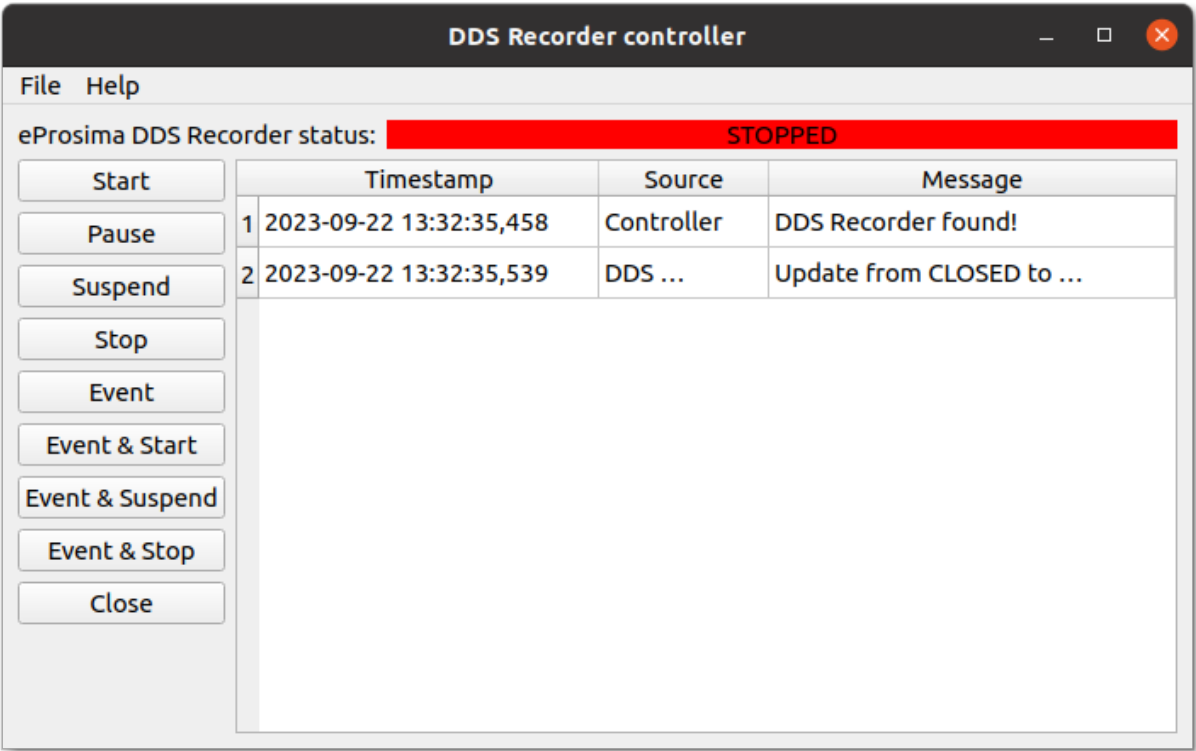 DDS Recorder controller
File Help
eProsima DDS Recorder status: STOPPED
Start
Pause
Suspend
Stop
Event
Event & Start
Event & Suspend
Event & Stop
Close
Timestamp Source Message
1 2023-09-22 13:32:35,458 Controller DDS Recorder found!
2 2023-09-22 13:32:35,539 DDS ... Update from CLOSED to ...